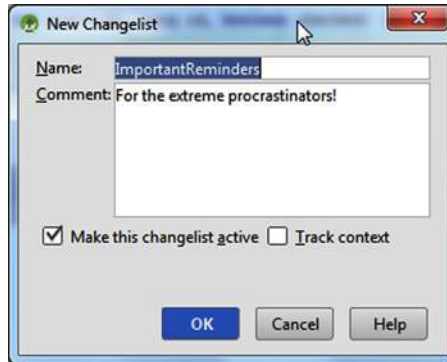 New Changelist
Name: ImportantReminders
Comment: For the extreme procrastinators!
Make this changelist active Track context
OK Cancel Help